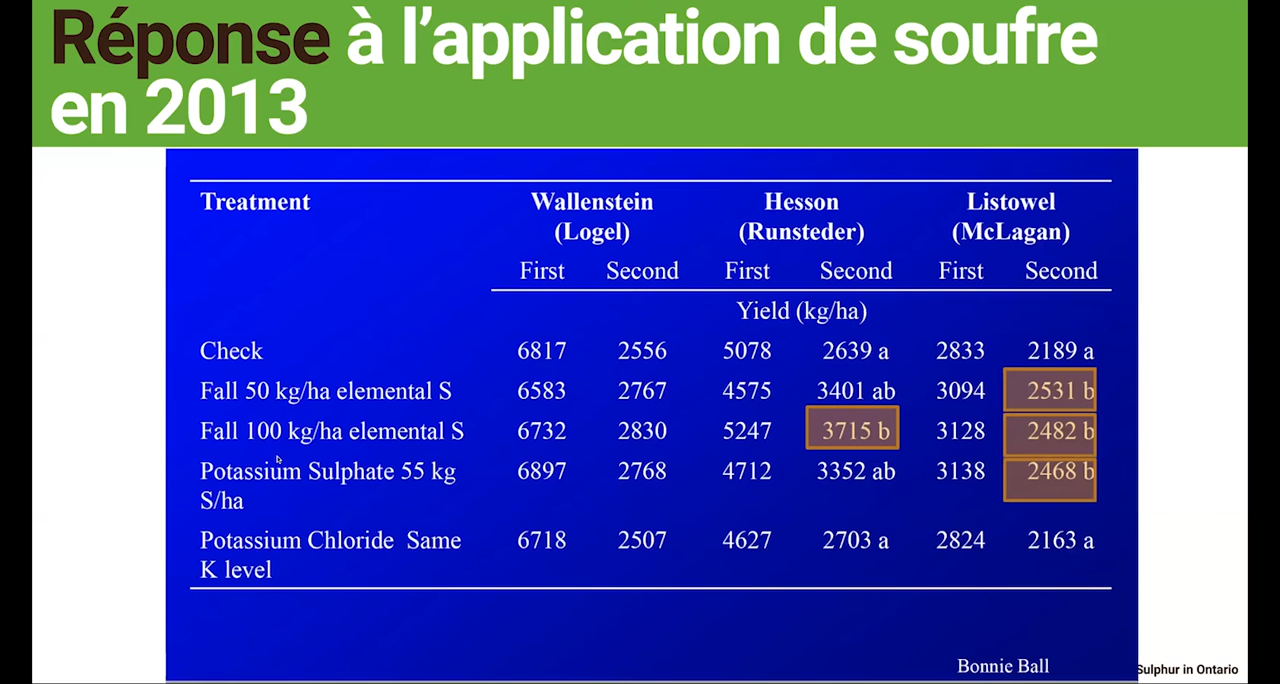 Réponse à l'application de soufre
en 2013
Treatment Wallenstein Hesson Listowel
(Logel) (Runsteder) (McLagan)
First Second First Second First Second
Yield (kg/ha)
Check 6817 2556 5078 2639 a 2833 2189 a
Fall 50 kg/ha elemental S 6583 2767 4575 3401 ab 3094 2531 b
Fall 100 kg/ha elemental S 6732 2830 5247 3715 b 3128 2482 b
Potassium Sulphate 55 kg 6897 2768 4712 3352 ab 3138 2468 b
S/ha
Potassium Chloride Same 6718 2507 4627 2703 a 2824 2163 a
K level
Bonnie Ball
Sulphur in Ontario